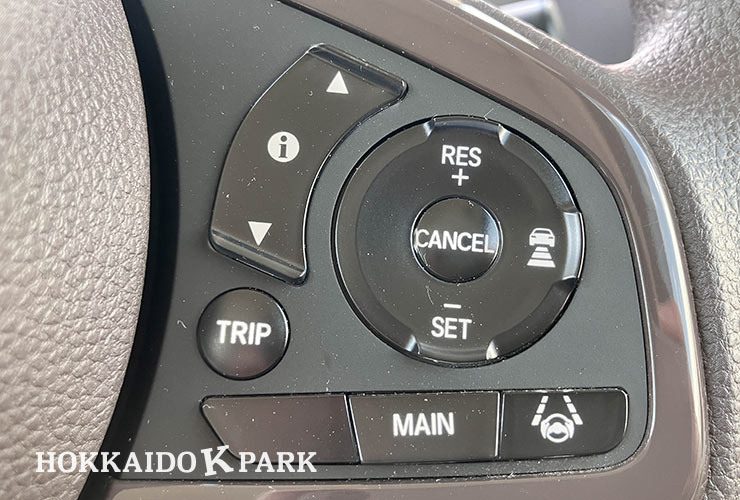 RES
+
CANCEL
−
SET
i
TRIP
MAIN
HOKKAIDO K PARK